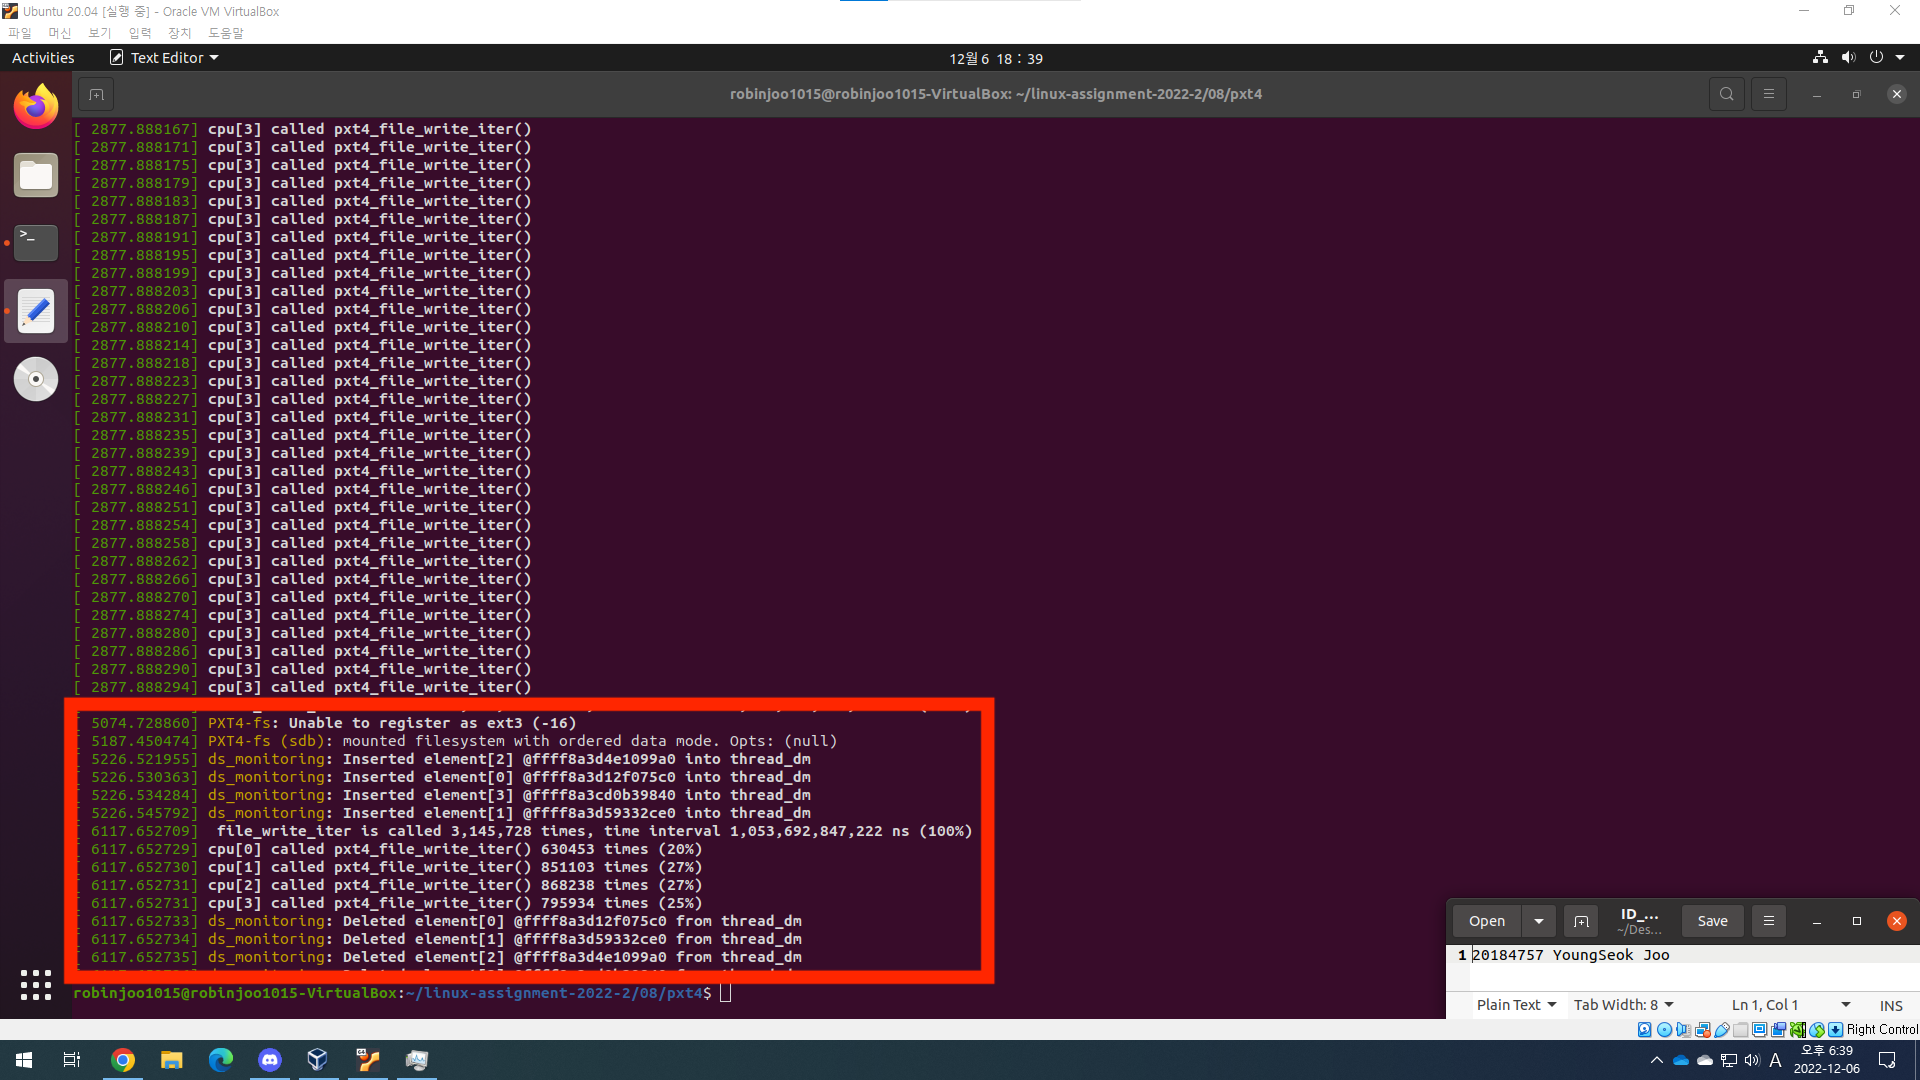 Ubuntu 20.04 [실행 중] - Oracle VM VirtualBox
파일 머신 보기 입력 장치 도움말
Activities Text Editor 12월 6 18 : 39
robinjoo1015@robinjoo1015-VirtualBox: ~/linux-assignment-2022-2/08/pxt4
[ 2877.888167] cpu[3] called pxt4_file_write_iter()
[ 2877.888171] cpu[3] called pxt4_file_write_iter()
[ 2877.888175] cpu[3] called pxt4_file_write_iter()
[ 2877.888179] cpu[3] called pxt4_file_write_iter()
[ 2877.888183] cpu[3] called pxt4_file_write_iter()
[ 2877.888187] cpu[3] called pxt4_file_write_iter()
[ 2877.888191] cpu[3] called pxt4_file_write_iter()
[ 2877.888195] cpu[3] called pxt4_file_write_iter()
[ 2877.888199] cpu[3] called pxt4_file_write_iter()
[ 2877.888203] cpu[3] called pxt4_file_write_iter()
[ 2877.888206] cpu[3] called pxt4_file_write_iter()
[ 2877.888210] cpu[3] called pxt4_file_write_iter()
[ 2877.888214] cpu[3] called pxt4_file_write_iter()
[ 2877.888218] cpu[3] called pxt4_file_write_iter()
[ 2877.888223] cpu[3] called pxt4_file_write_iter()
[ 2877.888227] cpu[3] called pxt4_file_write_iter()
[ 2877.888231] cpu[3] called pxt4_file_write_iter()
[ 2877.888235] cpu[3] called pxt4_file_write_iter()
[ 2877.888239] cpu[3] called pxt4_file_write_iter()
[ 2877.888243] cpu[3] called pxt4_file_write_iter()
[ 2877.888246] cpu[3] called pxt4_file_write_iter()
[ 2877.888251] cpu[3] called pxt4_file_write_iter()
[ 2877.888254] cpu[3] called pxt4_file_write_iter()
[ 2877.888258] cpu[3] called pxt4_file_write_iter()
[ 2877.888262] cpu[3] called pxt4_file_write_iter()
[ 2877.888266] cpu[3] called pxt4_file_write_iter()
[ 2877.888270] cpu[3] called pxt4_file_write_iter()
[ 2877.888274] cpu[3] called pxt4_file_write_iter()
[ 2877.888280] cpu[3] called pxt4_file_write_iter()
[ 2877.888286] cpu[3] called pxt4_file_write_iter()
[ 2877.888290] cpu[3] called pxt4_file_write_iter()
[ 2877.888294] cpu[3] called pxt4_file_write_iter()
5074.728860] PXT4-fs: Unable to register as ext3 (-16)
5187.450474] PXT4-fs (sdb): mounted filesystem with ordered data mode. Opts: (null)
5226.521955] ds_monitoring: Inserted element[2] @ffff8a3d4e1099a0 into thread_dm
5226.530363] ds_monitoring: Inserted element[0] @ffff8a3d12f075c0 into thread_dm
5226.534284] ds_monitoring: Inserted element[3] @ffff8a3cd0b39840 into thread_dm
5226.545792] ds_monitoring: Inserted element[1] @ffff8a3d59332ce0 into thread_dm
6117.652709] file_write_iter is called 3,145,728 times, time interval 1,053,692,847,222 ns (100%)
6117.652729] cpu[0] called pxt4_file_write_iter() 630453 times (20%)
6117.652730] cpu[1] called pxt4_file_write_iter() 851103 times (27%)
6117.652731] cpu[2] called pxt4_file_write_iter() 868238 times (27%)
6117.652731] cpu[3] called pxt4_file_write_iter() 795934 times (25%)
6117.652733] ds_monitoring: Deleted element[0] @ffff8a3d12f075c0 from thread_dm
6117.652734] ds_monitoring: Deleted element[1] @ffff8a3d59332ce0 from thread_dm
6117.652735] ds_monitoring: Deleted element[2] @ffff8a3d4e1099a0 from thread_dm
robinjoo1015@robinjoo1015-VirtualBox:~/linux-assignment-2022-2/08/pxt4$
Open ID_... Save
~/Des...
1 20184757 YoungSeok Joo
Plain Text Tab Width: 8 Ln 1, Col 1 INS
Right Control
A 오후 6:39
2022-12-06